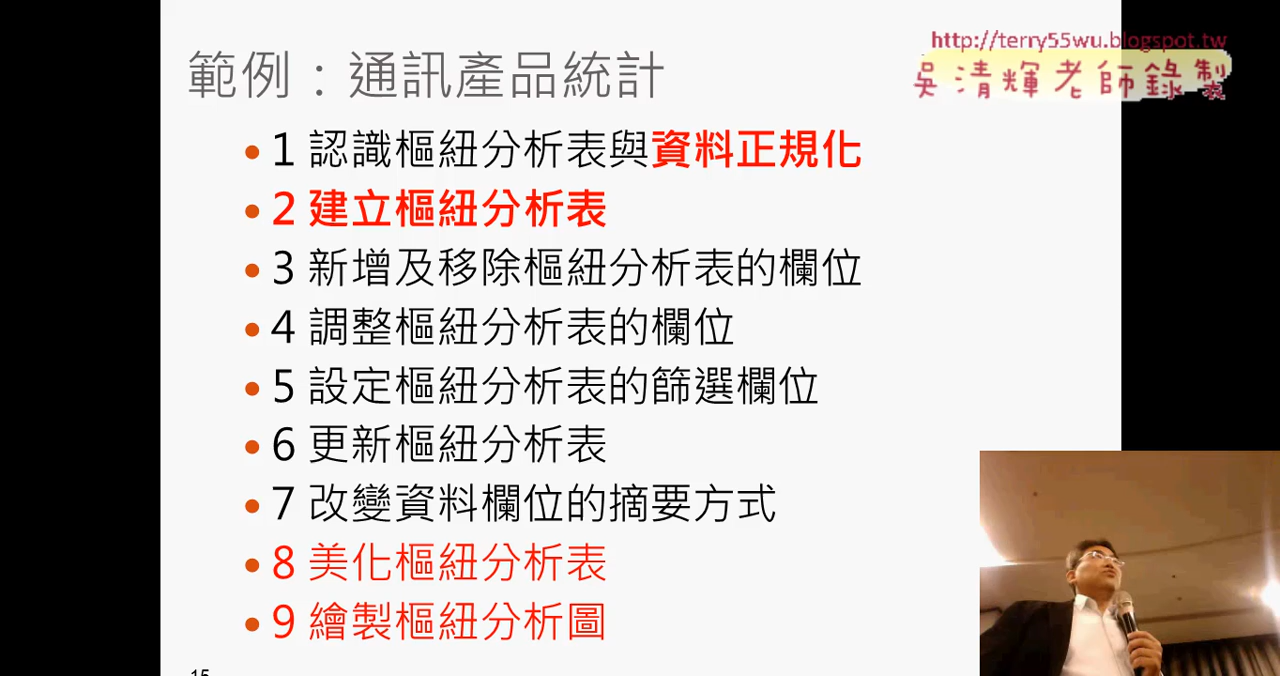 http://terry55wu.blogspot.tw
吳清輝老師錄製
範例：通訊產品統計
• 1 認識樞紐分析表與資料正規化
• 2 建立樞紐分析表
• 3 新增及移除樞紐分析表的欄位
• 4 調整樞紐分析表的欄位
• 5 設定樞紐分析表的篩選欄位
• 6 更新樞紐分析表
• 7 改變資料欄位的摘要方式
• 8 美化樞紐分析表
• 9 繪製樞紐分析圖
15